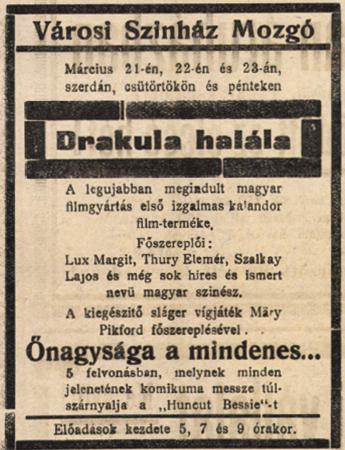 Városi Szinház Mozgó
Március 21-én, 22-én és 23-án,
szerdán, csütörtökön és pénteken
Drakula halála
A legujabban megindult magyar
filmgyártás első izgalmas kalandor
film-terméke.
Főszereplői:
Lux Margit, Thury Elemér, Szalkay
Lajos és még sok hires és ismert
nevü magyar szinész.
A kiegészitő sláger vigjáték Mary
Pikford főszereplésével . .
Őnagysága a mindenes...
5 felvonásban, melynek minden
jelenetének komikuma messze túl-
szárnyalja a „Huncut Bessie"-t
Előadások kezdete 5, 7 és 9 órakor.